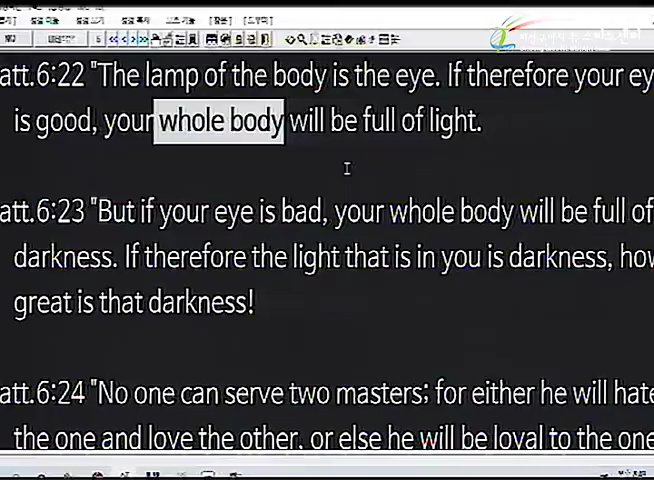 att.6:22 "The lamp of the body is the eye. If therefore your ey
is good, your whole body will be full of light.
att.6:23 "But if your eye is bad, your whole body will be full of
darkness. If therefore the light that is in you is darkness, how
great is that darkness!
att.6:24 "No one can serve two masters; for either he will hate
the one and love the other, or else he will be loyal to the one